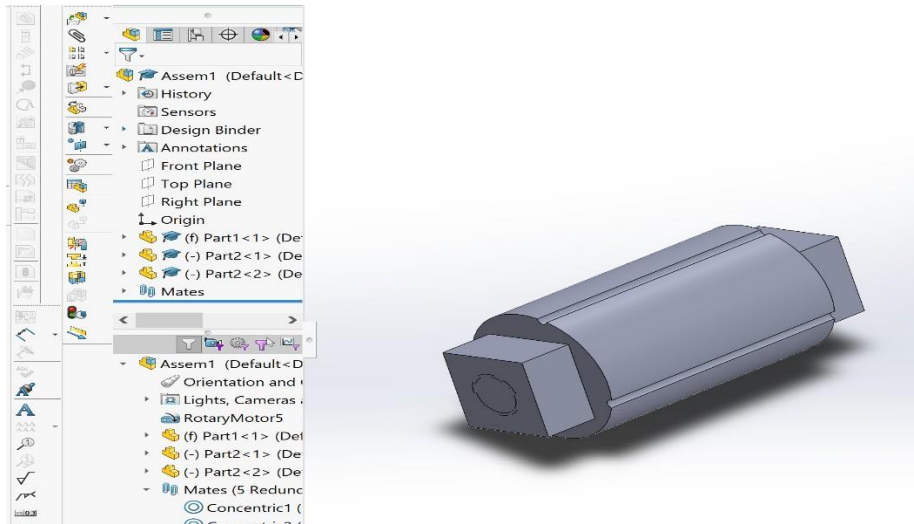 Assem1 (Default<D
History
Sensors
Design Binder
Annotations
Front Plane
Top Plane
Right Plane
Origin
(f) Part1<1> (De
(-) Part2<1> (De
(-) Part2<2> (De
Mates
Assem1 (Default<D
Orientation and
Lights, Cameras
RotaryMotor5
(f) Part1<1> (Def
(-) Part2<1> (De
(-) Part2<2> (De
Mates (5 Redunc
Concentric1 (